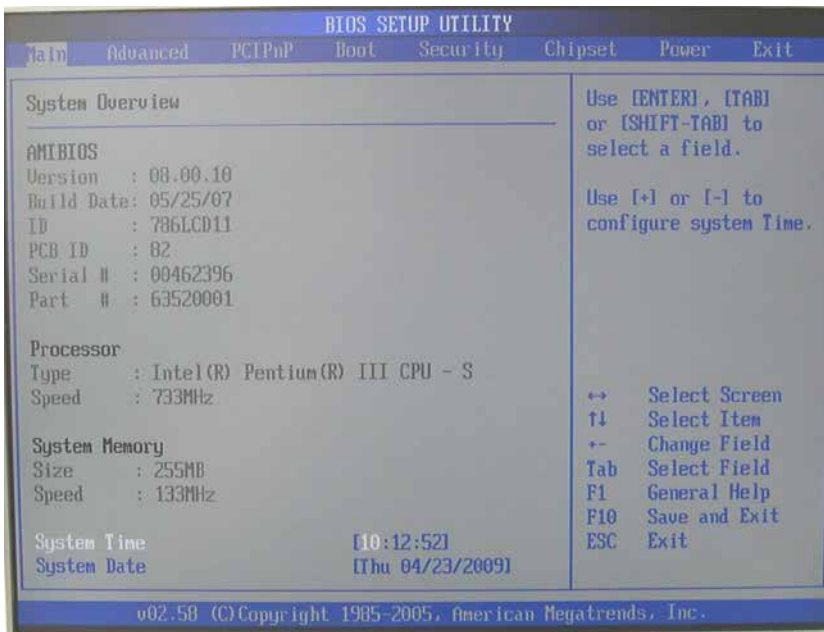 BIOS SETUP UTILITY
Main Advanced PCIPnP Boot Security Chipset Power Exit
System Overview
AMIBIOS
Version : 08.00.10
Build Date: 05/25/07
ID : 786LCD11
PCB ID : 82
Serial # : 00462396
Part # : 63520001
Processor
Type : Intel(R) Pentium(R) III CPU - S
Speed : 733MHz
System Memory
Size : 255MB
Speed : 133MHz
System Time [10:12:52]
System Date [Thu 04/23/2009]
Use [ENTER], [TAB]
or [SHIFT-TAB] to
select a field.
Use [+] or [-] to
configure system Time.
↔ Select Screen
↑↓ Select Item
+- Change Field
Tab Select Field
F1 General Help
F10 Save and Exit
ESC Exit
v02.58 (C)Copyright 1985-2005, American Megatrends, Inc.